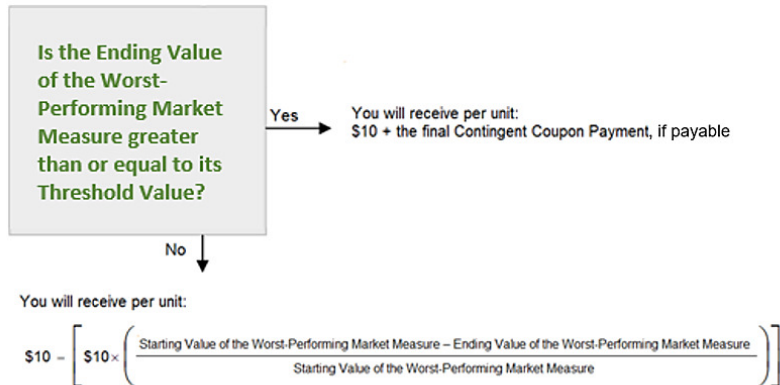 Is the Ending Value
of the Worst-
Performing Market
Measure greater
than or equal to its
Threshold Value?
Yes
You will receive per unit:
$10 + the final Contingent Coupon Payment, if payable
No
You will receive per unit:
$10 – [ $10× ( Starting Value of the Worst-Performing Market Measure – Ending Value of the Worst-Performing Market Measure
Starting Value of the Worst-Performing Market Measure ) ]